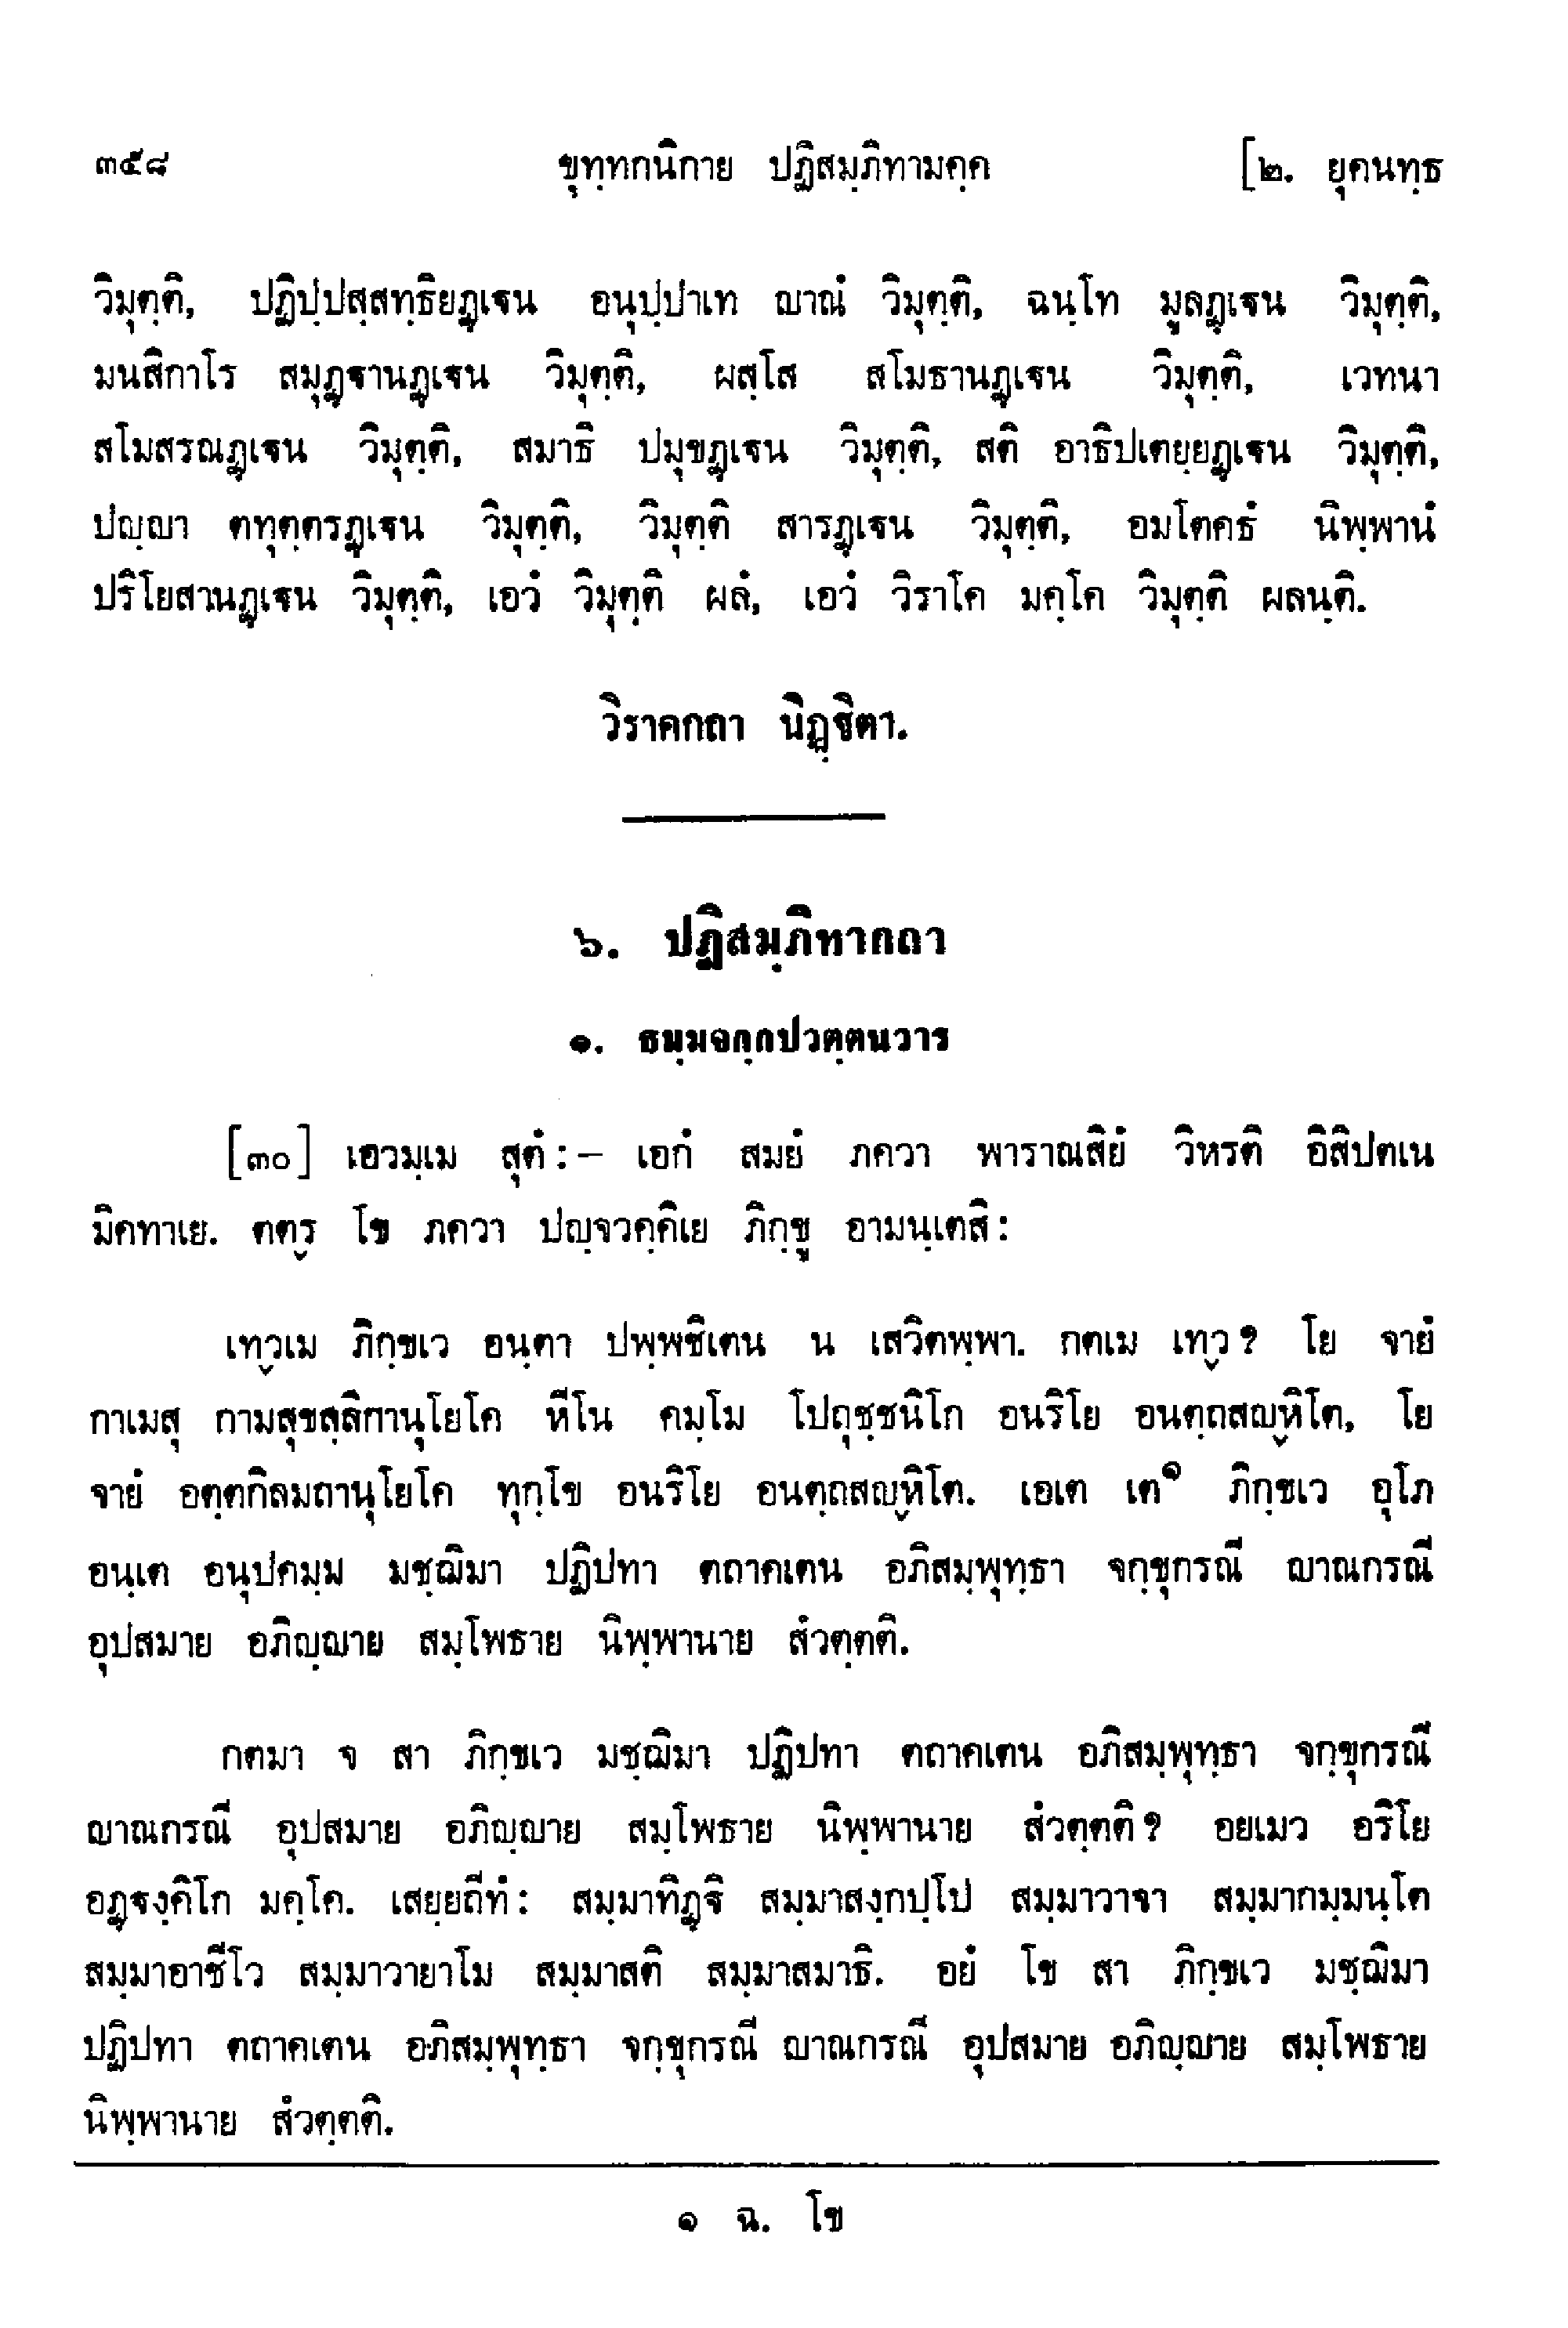 ๓๕๘ ขุทฺทกนิกาย ปฏิสมฺภิทามคฺค [๒. ยุคนทฺธ
วิมุตฺติ, ปฏิปฺปสฺสทฺธิยฏฺเฐน อนุปฺปาเท ญาณํ วิมุตฺติ, ฉนฺโท มูลฏฺเฐน วิมุตฺติ,
มนสิกาโร สมุฏฺฐานฏฺเฐน วิมุตฺติ, ผสฺโส สโมธานฏฺเฐน วิมุตฺติ, เวทนา
สโมสรณฏฺเฐน วิมุตฺติ, สมาธิ ปมุขฏฺเฐน วิมุตฺติ, สติ อาธิปเตยฺยฏฺเฐน วิมุตฺติ,
ปญฺญา ตทุตฺตรฏฺเฐน วิมุตฺติ, วิมุตฺติ สารฏฺเฐน วิมุตฺติ, อมโตคธํ นิพฺพานํ
ปริโยสานฏฺเฐน วิมุตฺติ, เอวํ วิมุตฺติ ผลํ, เอวํ วิราโค มคฺโค วิมุตฺติ ผลนฺติ.
วิราคกถา นิฏฺฐิตา.
๖. ปฏิสมฺภิทากถา
๑. ธมฺมจกฺกปวตฺตนวาร
[๓๐] เอวมฺเม สุตํ:– เอกํ สมยํ ภควา พาราณสิยํ วิหรติ อิสิปตเน
มิคทาเย. ตตฺร โข ภควา ปญฺจวคฺคิเย ภิกฺขู อามนฺเตสิ:
เทฺวเม ภิกฺขเว อนฺตา ปพฺพชิเตน น เสวิตพฺพา. กตเม เทฺว? โย จายํ
กาเมสุ กามสุขลฺลิกานุโยโค หีโน คมฺโม โปถุชฺชนิโก อนริโย อนตฺถสญฺหิโต, โย
จายํ อตฺตกิลมถานุโยโค ทุกฺโข อนริโย อนตฺถสญฺหิโต. เอเต เต๑ ภิกฺขเว อุโภ
อนฺเต อนุปคมฺม มชฺฌิมา ปฏิปทา ตถาคเตน อภิสมฺพุทฺธา จกฺขุกรณี ญาณกรณี
อุปสมาย อภิญฺญาย สมฺโพธาย นิพฺพานาย สํวตฺตติ.
กตมา จ สา ภิกฺขเว มชฺฌิมา ปฏิปทา ตถาคเตน อภิสมฺพุทฺธา จกฺขุกรณี
ญาณกรณี อุปสมาย อภิญฺญาย สมฺโพธาย นิพฺพานาย สํวตฺตติ? อยเมว อริโย
อฏฺฐงฺคิโก มคฺโค. เสยฺยถีทํ: สมฺมาทิฏฺฐิ สมฺมาสงฺกปฺโป สมฺมาวาจา สมฺมากมฺมนฺโต
สมฺมาอาชีโว สมฺมาวายาโม สมฺมาสติ สมฺมาสมาธิ. อยํ โข สา ภิกฺขเว มชฺฌิมา
ปฏิปทา ตถาคเตน อภิสมฺพุทฺธา จกฺขุกรณี ญาณกรณี อุปสมาย อภิญฺญาย สมฺโพธาย
นิพฺพานาย สํวตฺตติ.
๑ ฉ. โข